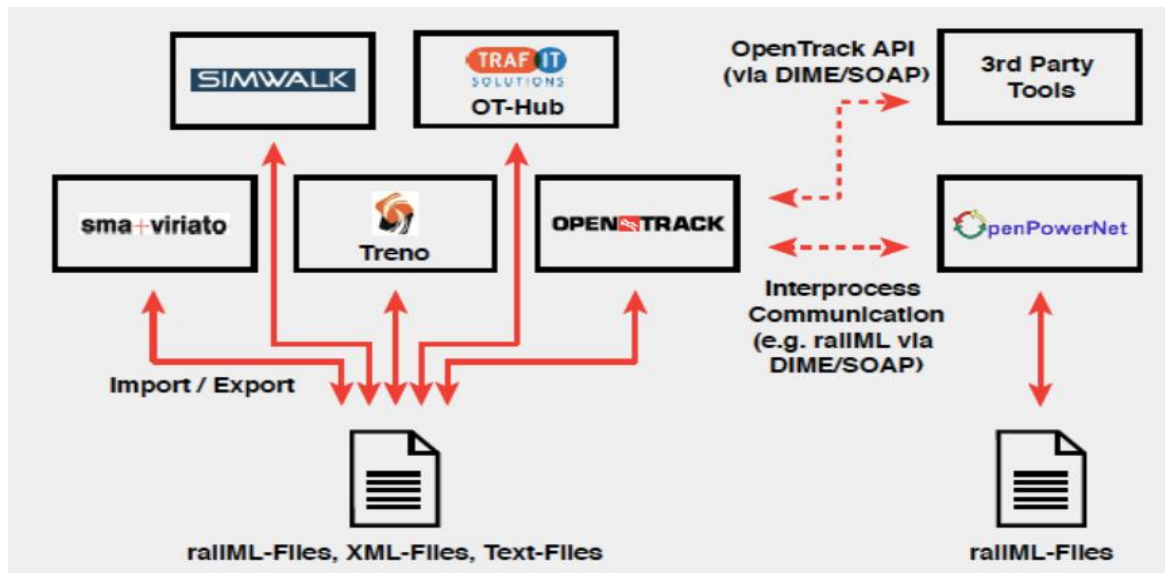 SIMWALK
TRAF IT
SOLUTIONS
OT-Hub
OpenTrack API
(via DIME/SOAP)
3rd Party
Tools
sma+viriato
Treno
OPENTRACK
OpenPowerNet
Interprocess
Communication
(e.g. railML via
DIME/SOAP)
Import / Export
railML-Files, XML-Files, Text-Files
railML-Files